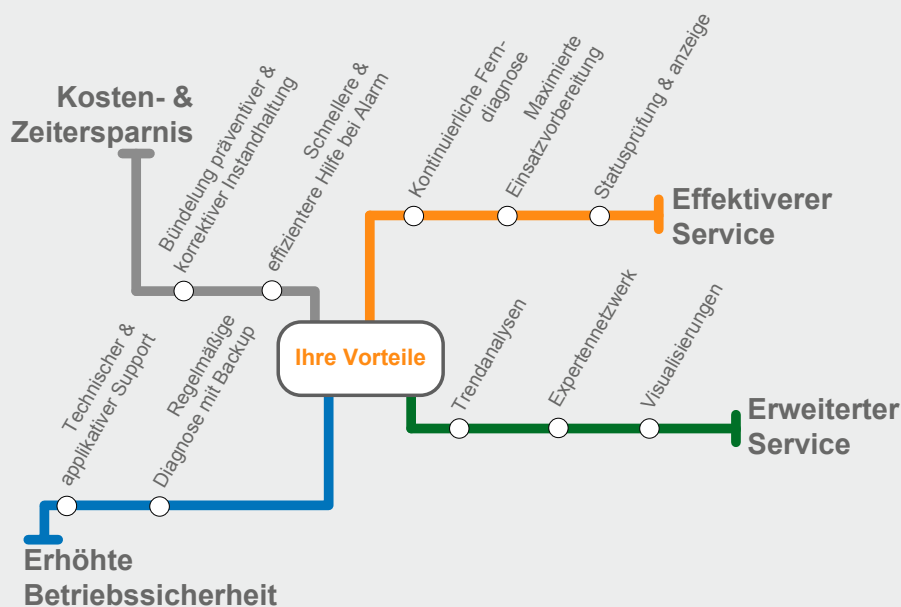 Kosten- &
Zeitersparnis
Bündelung präventiver &
korrektiver Instandhaltung
Schnellere &
effizientere Hilfe bei Alarm
Kontinuierliche Fern-
diagnose
Maximierte
Einsatzvorbereitung
Statusprüfung & anzeige
Effektiverer
Service
Ihre Vorteile
Technischer &
applikativer Support
Regelmäßige
Diagnose mit Backup
Trendanalysen
Expertennetzwerk
Visualisierungen
Erweiterter
Service
Erhöhte
Betriebssicherheit